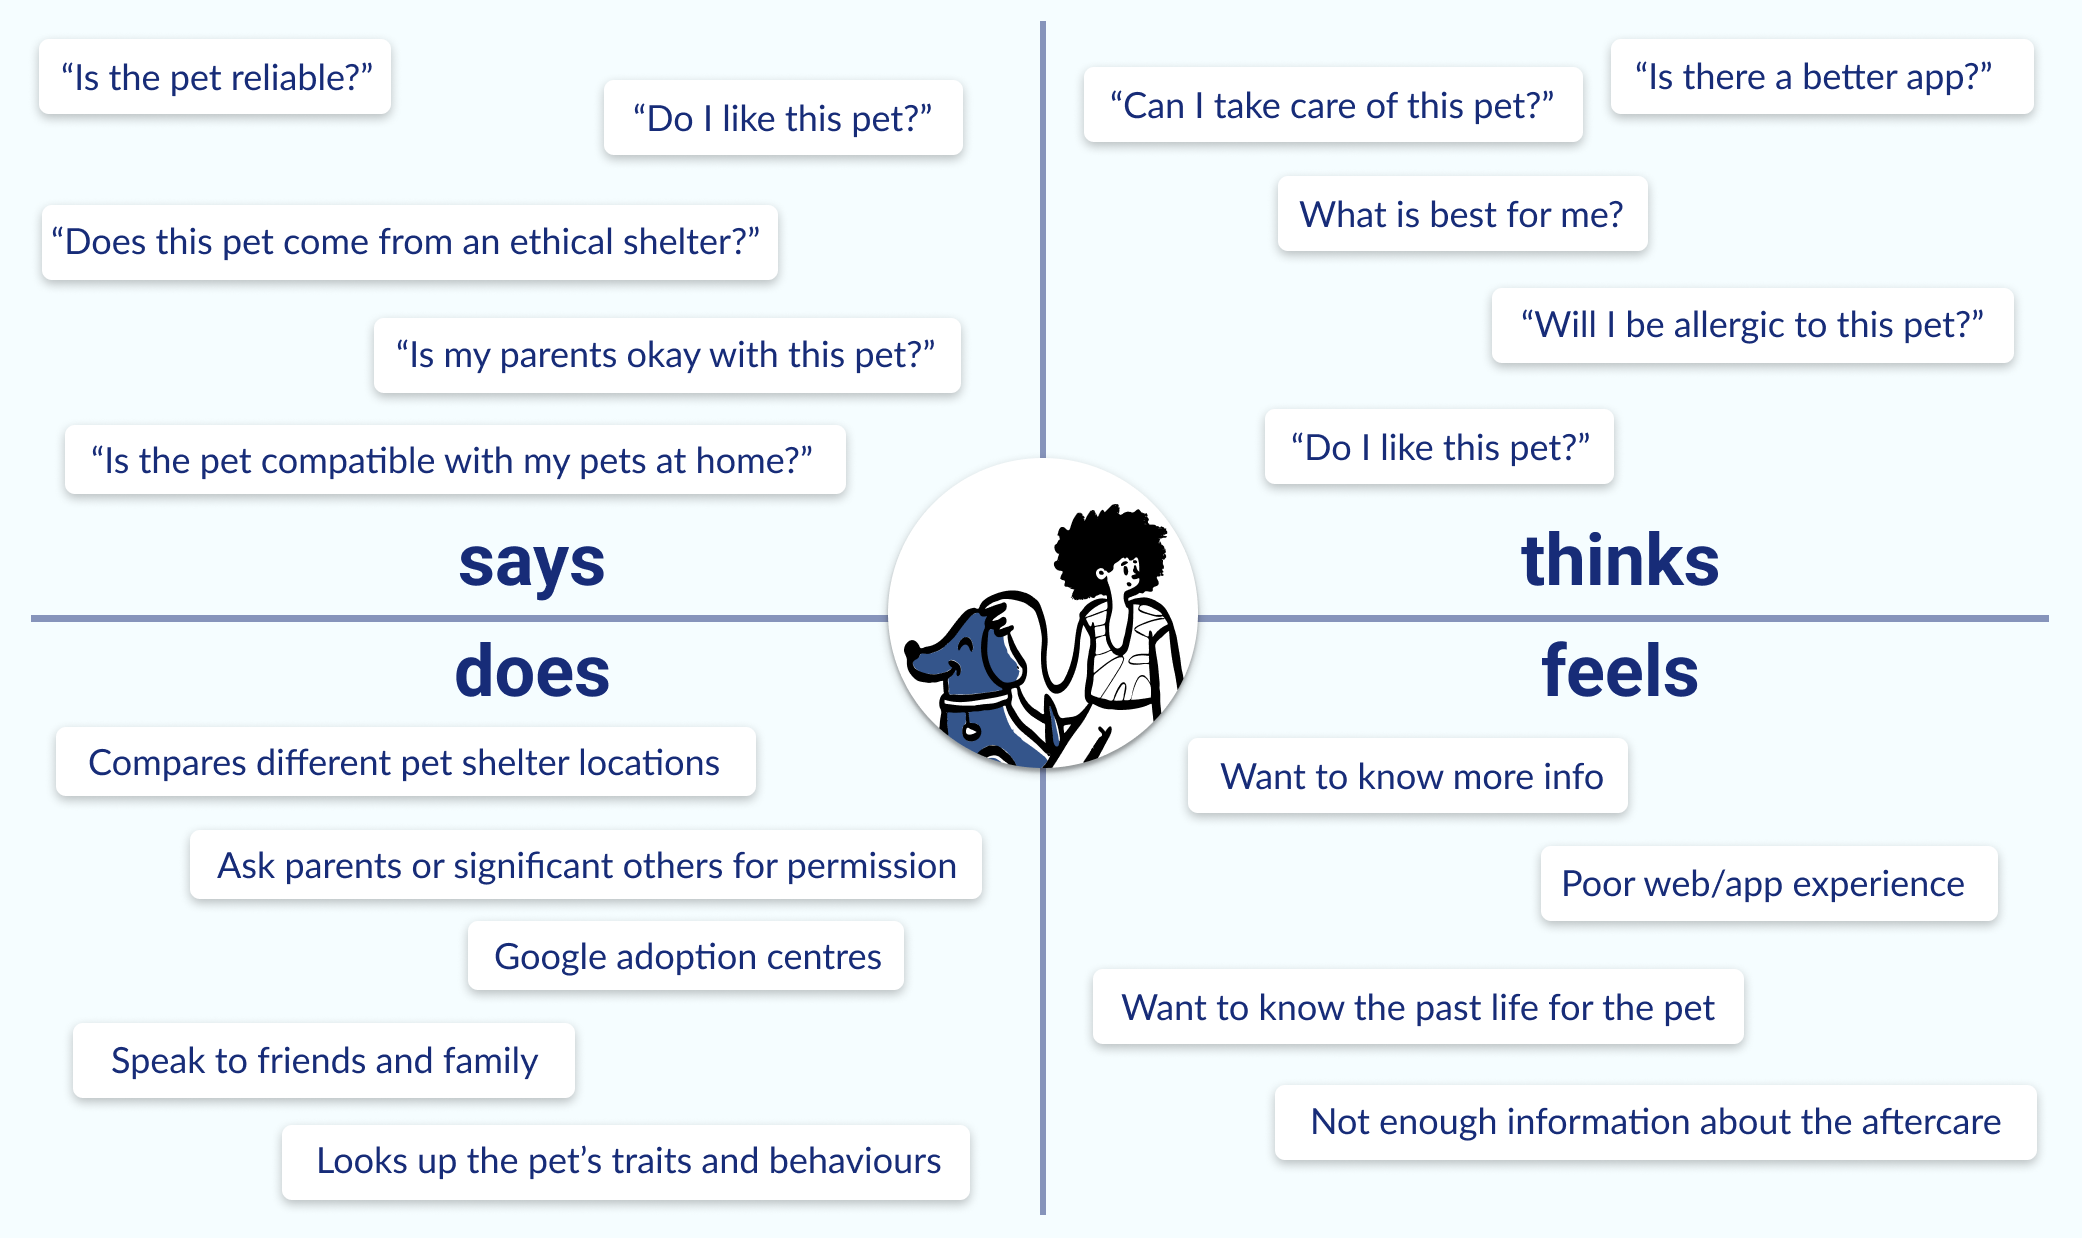 “Is the pet reliable?”
“Do I like this pet?”
“Does this pet come from an ethical shelter?”
“Is my parents okay with this pet?”
“Is the pet compatible with my pets at home?”
says
“Can I take care of this pet?”
“Is there a better app?”
What is best for me?
“Will I be allergic to this pet?”
“Do I like this pet?”
thinks
does
Compares different pet shelter locations
Ask parents or significant others for permission
Google adoption centres
Speak to friends and family
Looks up the pet’s traits and behaviours
feels
Want to know more info
Poor web/app experience
Want to know the past life for the pet
Not enough information about the aftercare